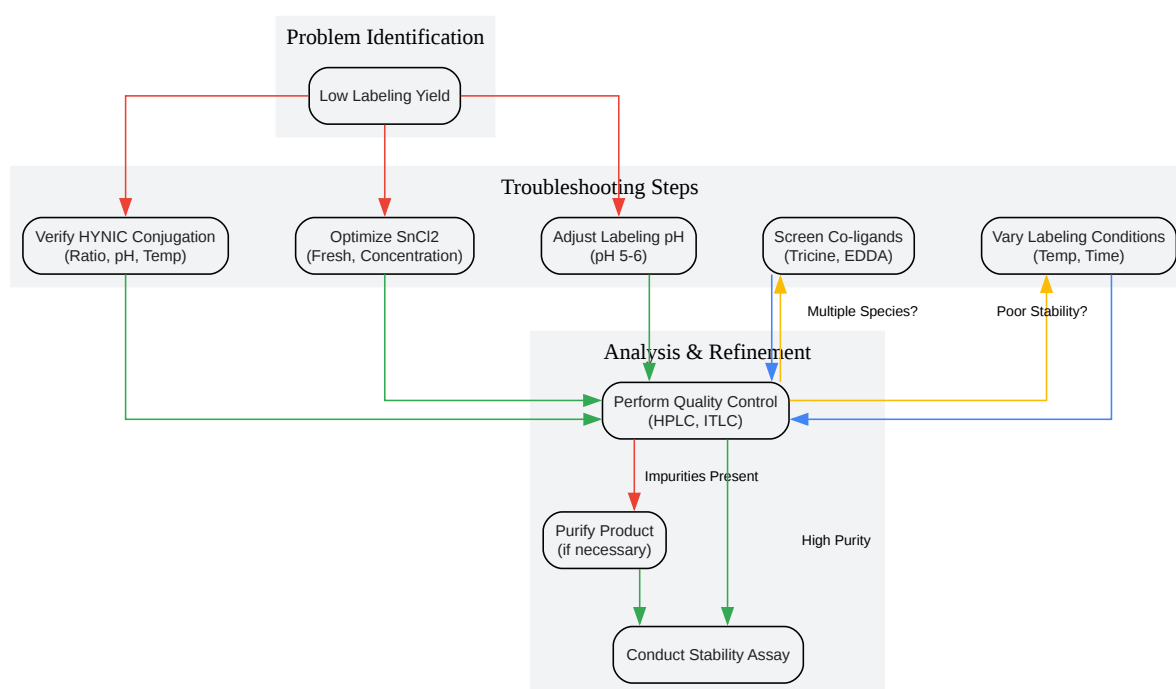 Problem Identification
Low Labeling Yield
Troubleshooting Steps
Verify HYNIC Conjugation
(Ratio, pH, Temp)
Optimize SnCl2
(Fresh, Concentration)
Adjust Labeling pH
(pH 5-6)
Screen Co-ligands
(Tricine, EDDA)
Vary Labeling Conditions
(Temp, Time)
Multiple Species?
Poor Stability?
Analysis & Refinement
Perform Quality Control
(HPLC, ITLC)
Impurities Present
Purify Product
(if necessary)
High Purity
Conduct Stability Assay